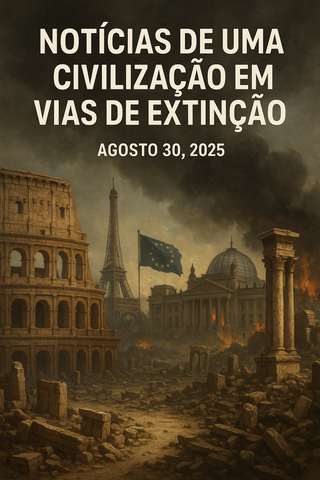 NOTÍCIAS DE UMA
CIVILIZAÇÃO EM
VIAS DE EXTINÇÃO
AGOSTO 30, 2025